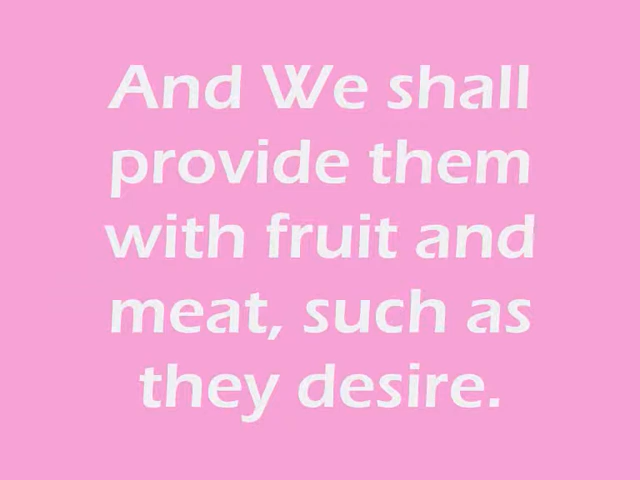 And We shall
provide them
with fruit and
meat, such as
they desire.